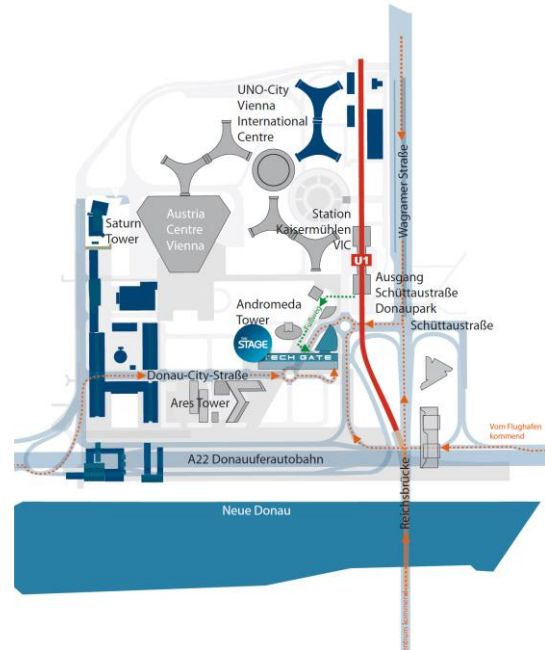 UNO-City
Vienna
International
Centre
Wagramer Straße
Austria
Centre
Vienna
Saturn
Tower
Station
Kaisermühlen
VIC
U1
Ausgang
Schüttaustraße
Donaupark
Schüttaustraße
Andromeda
Tower
THE
STAGE
TECH GATE
Donau-City-Straße
Ares Tower
Vom Flughafen
kommend
A22 Donauuferautobahn
Reichsbrücke
Neue Donau